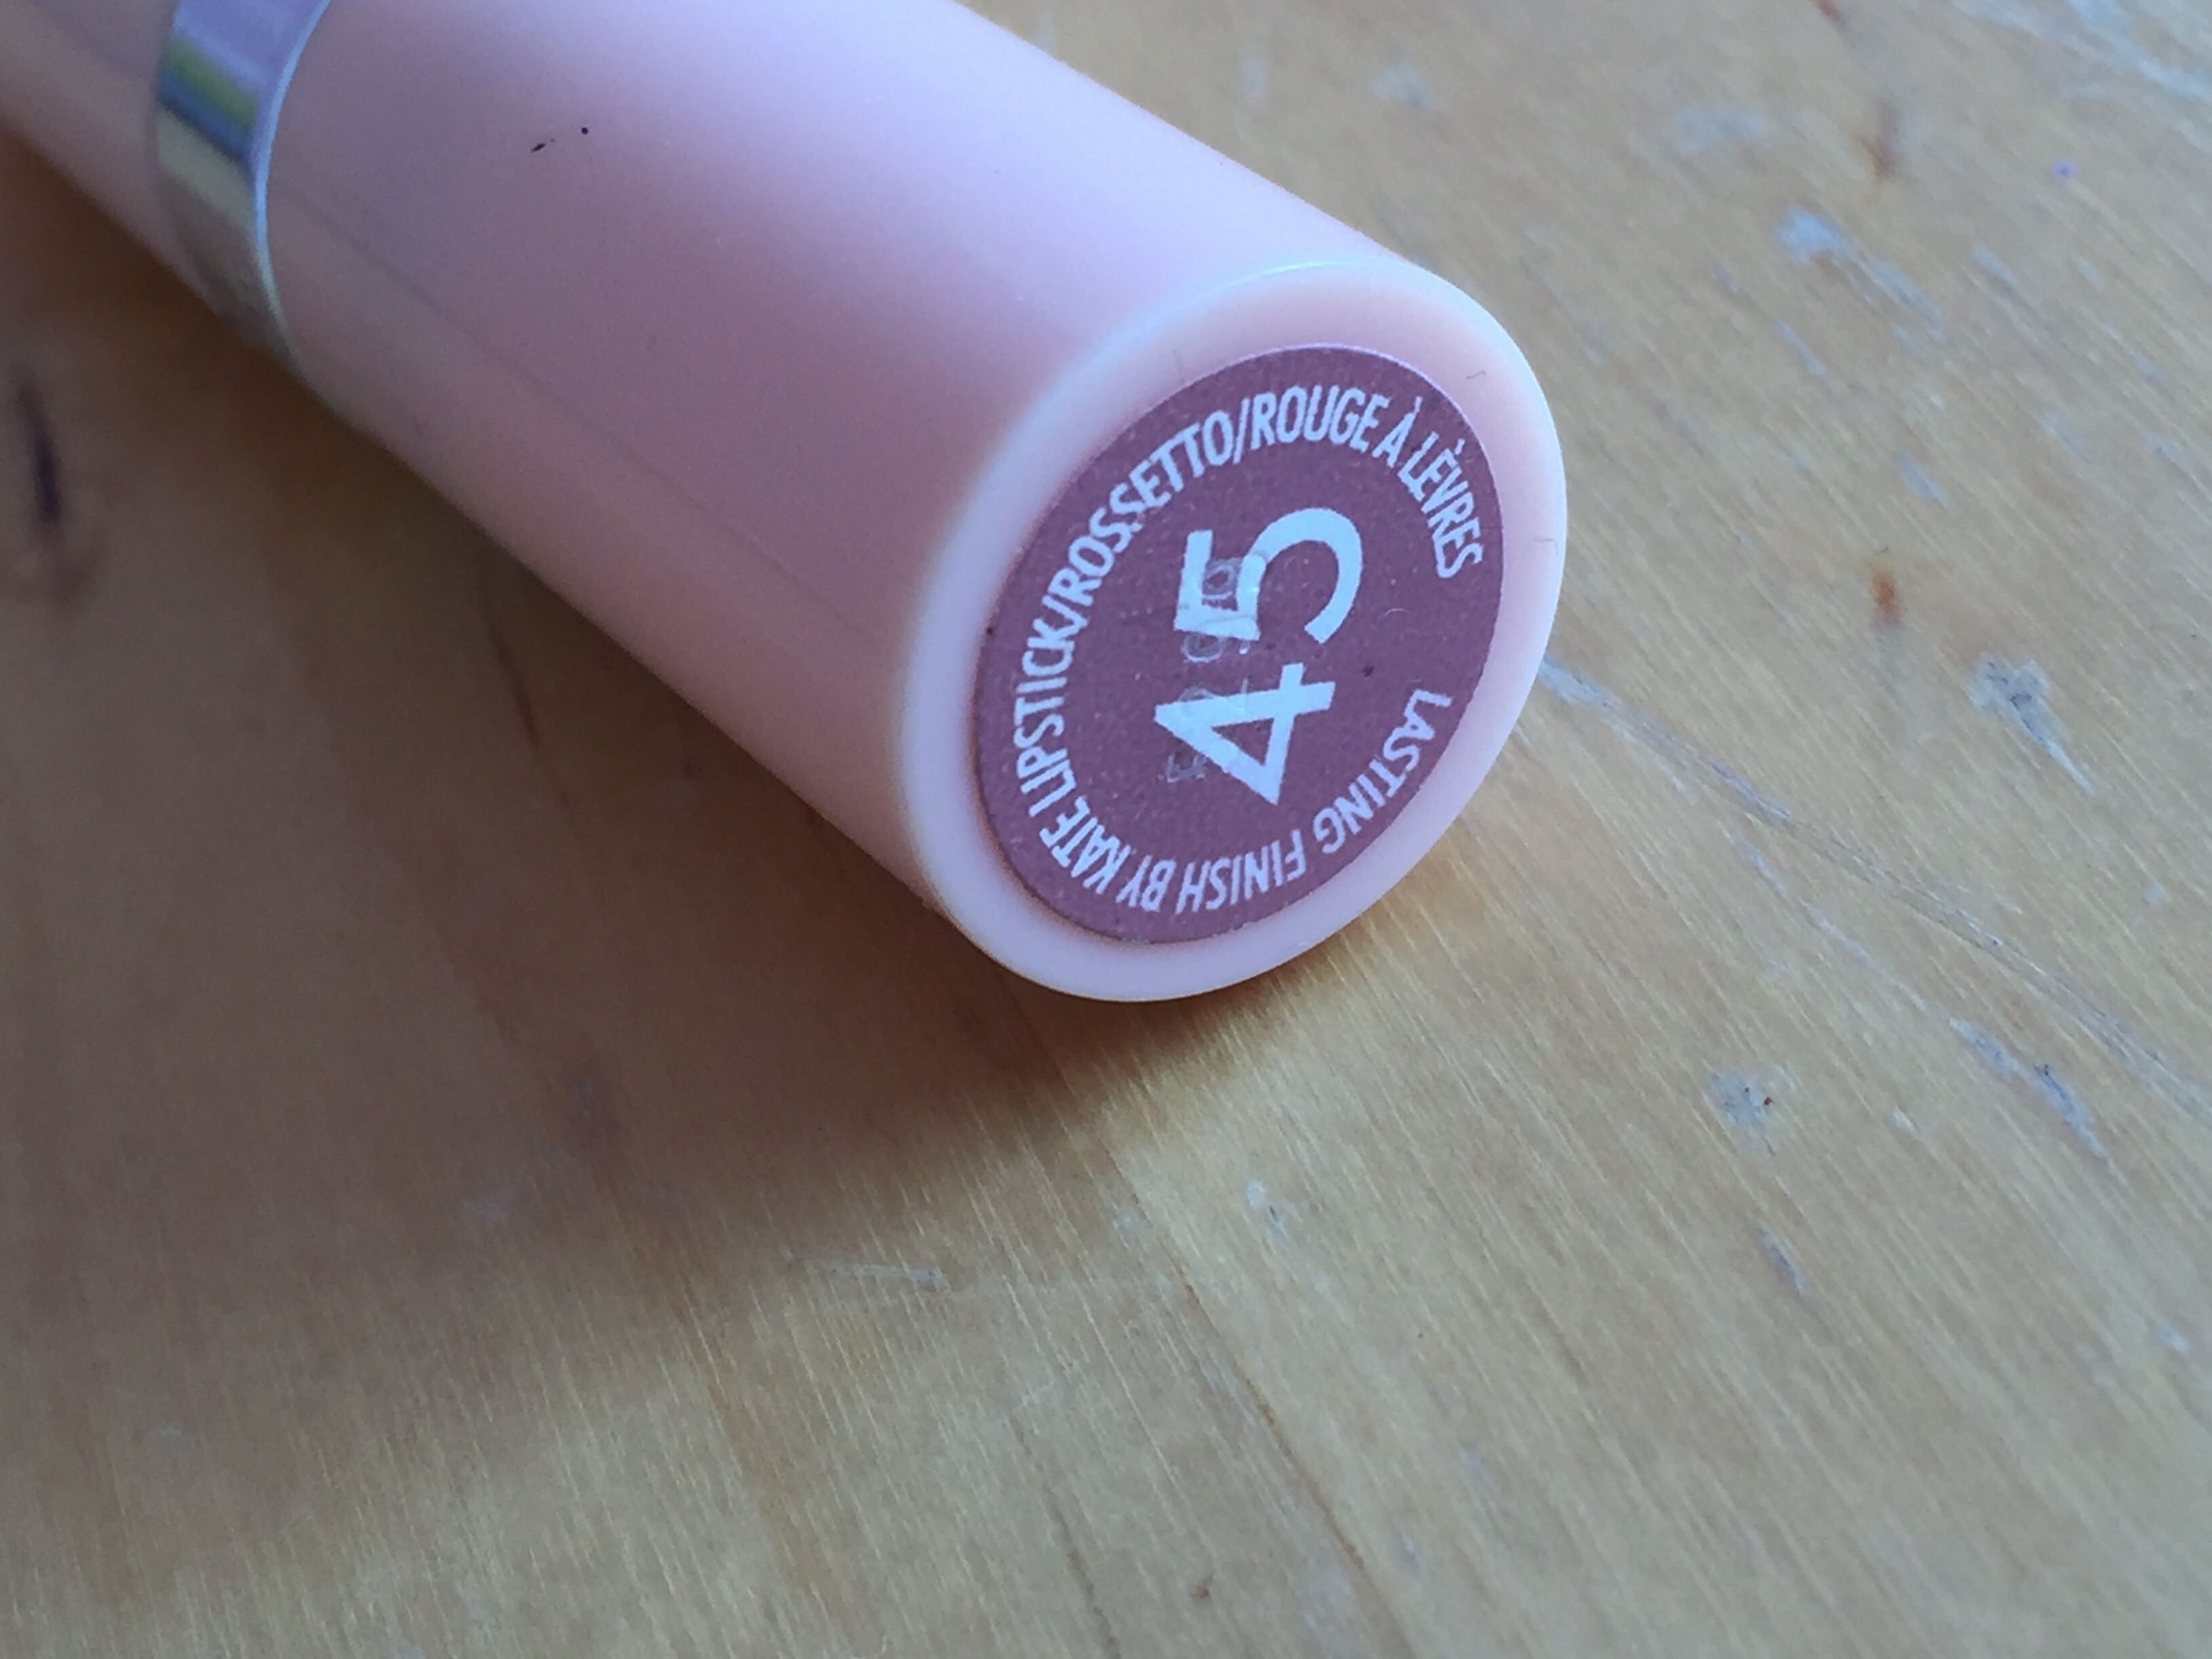 LASTING FINISH BY KATE LIPSTICK/ROSSETTO/ROUGE À LÈVRES
45